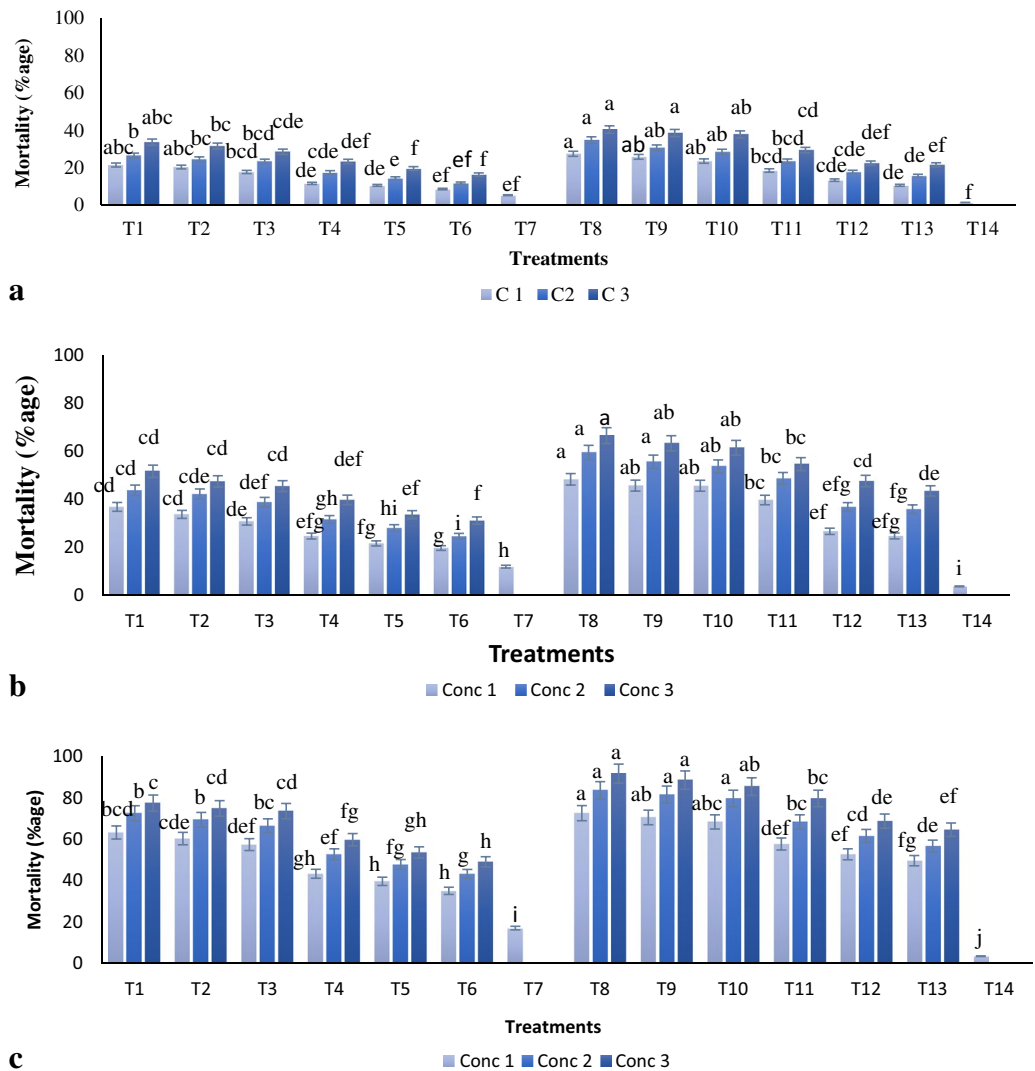 100
80
60
40
20
0
Mortality (%age)
abc b abc
abc bc bc
bcd bcd cde
de cde def
de e f
ef ef f
ef
a a a
ab ab a
ab ab ab
bcd bcd cd
cde cde def
de de ef
f
T1 T2 T3 T4 T5 T6 T7 T8 T9 T10 T11 T12 T13 T14
Treatments
a
C 1 C2 C 3
100
80
60
40
20
0
Mortality (%age)
cd cd cd
cd cde cd
de def cd
efg gh def
fg hi ef
g i f
h
a a a
ab a ab
ab ab ab
bc bc bc
ef efg cd
efg fg de
i
T1 T2 T3 T4 T5 T6 T7 T8 T9 T10 T11 T12 T13 T14
Treatments
b
Conc 1 Conc 2 Conc 3
100
80
60
40
20
0
Mortality (%age)
bcd b c
cde b cd
def bc cd
gh ef fg
h fg gh
h g h
i
a a a
ab a a
abc a ab
def bc bc
ef cd de
fg de ef
j
T1 T2 T3 T4 T5 T6 T7 T8 T9 T10 T11 T12 T13 T14
Treatments
c
Conc 1 Conc 2 Conc 3